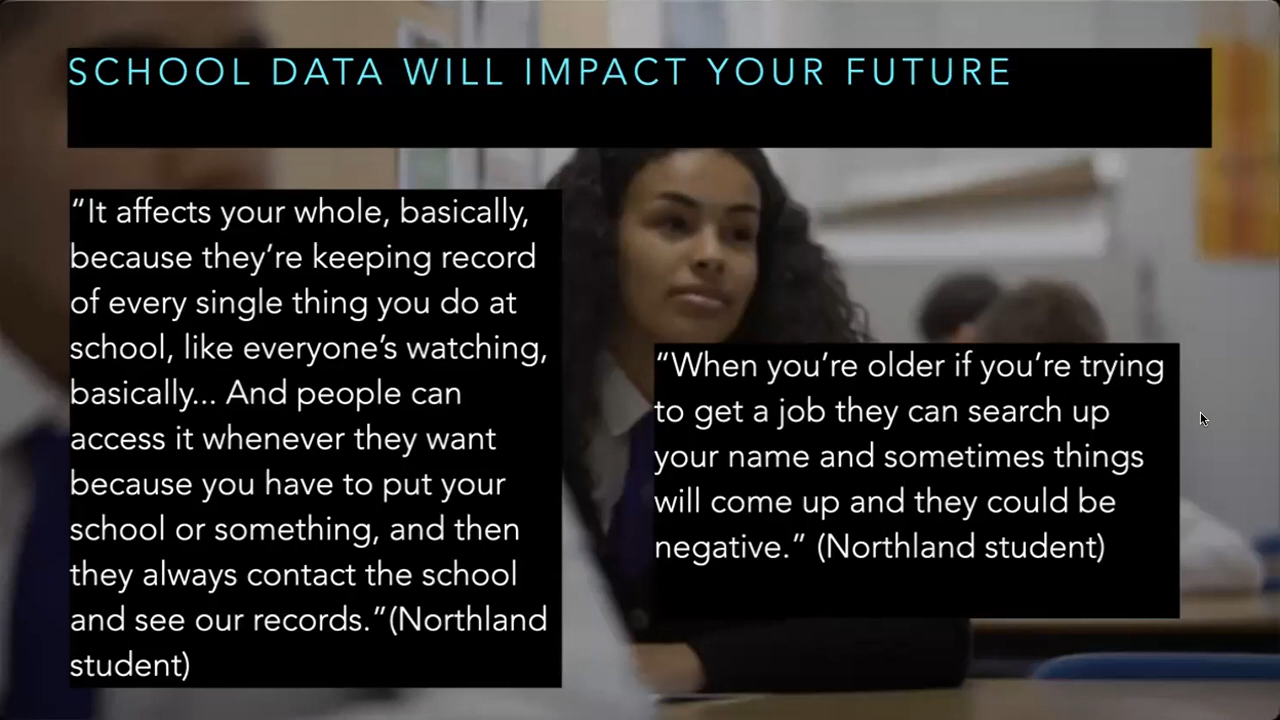 SCHOOL DATA WILL IMPACT YOUR FUTURE
“It affects your whole, basically,
because they’re keeping record
of every single thing you do at
school, like everyone’s watching,
basically... And people can
access it whenever they want
because you have to put your
school or something, and then
they always contact the school
and see our records.”(Northland
student)
“When you’re older if you’re trying
to get a job they can search up
your name and sometimes things
will come up and they could be
negative.” (Northland student)